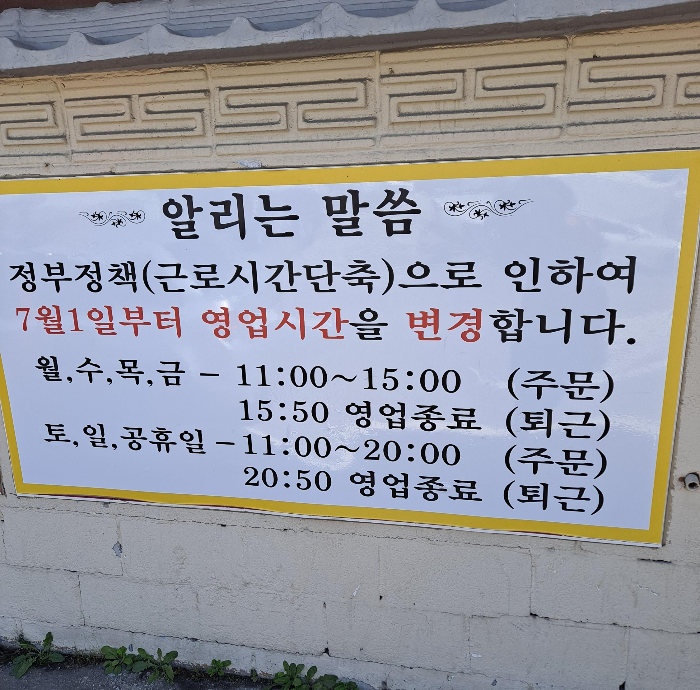 알리는 말씀
정부정책(근로시간단축)으로 인하여
7월1일부터 영업시간을 변경합니다.
월,수,목,금 – 11:00~15:00 (주문)
15:50 영업종료 (퇴근)
토,일,공휴일 – 11:00~20:00 (주문)
20:50 영업종료 (퇴근)